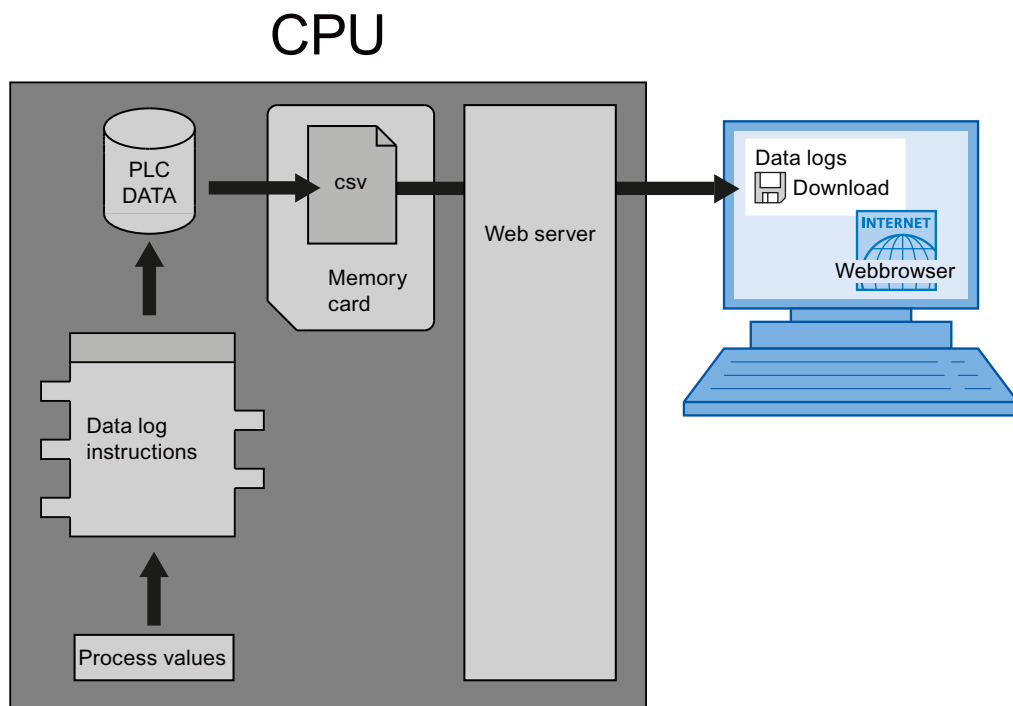 CPU
PLC
DATA
csv
Memory
card
Web server
Data logs
Download
INTERNET
Webbrowser
Data log
instructions
Process values